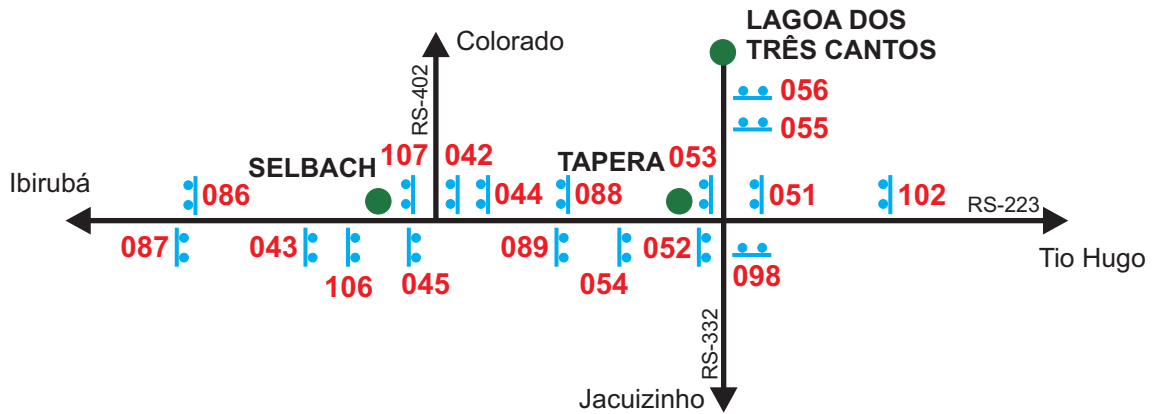 LAGOA DOS
TRÊS CANTOS
Colorado
RS-402
056
055
107
042
SELBACH
TAPERA
053
Ibirubá
086
044
088
051
102
RS-223
087
043
106
045
089
054
052
098
Tio Hugo
RS-332
Jacuizinho